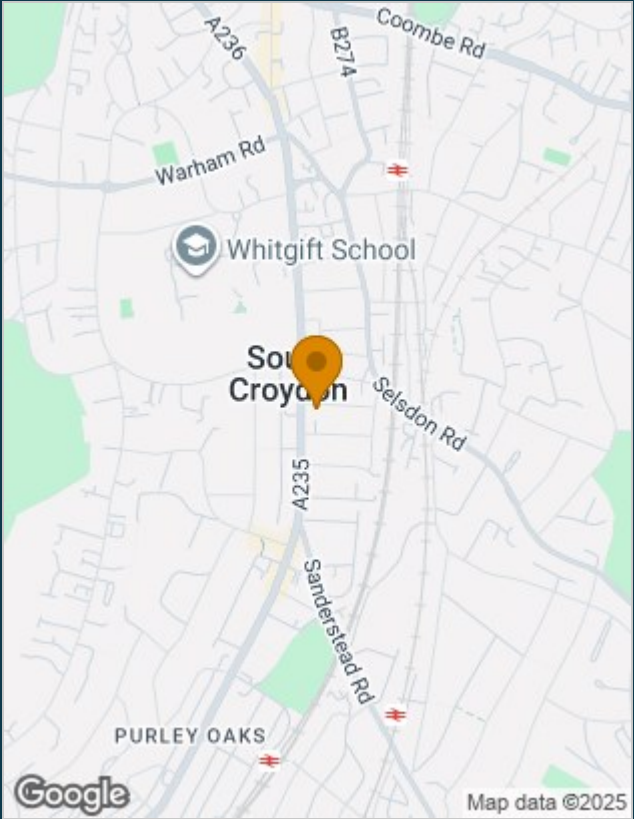 Coombe Rd
A236
B274
Warham Rd
Whitgift School
South
Croydon
Selsdon Rd
A235
Sanderstead Rd
PURLEY OAKS
Google
Map data ©2025